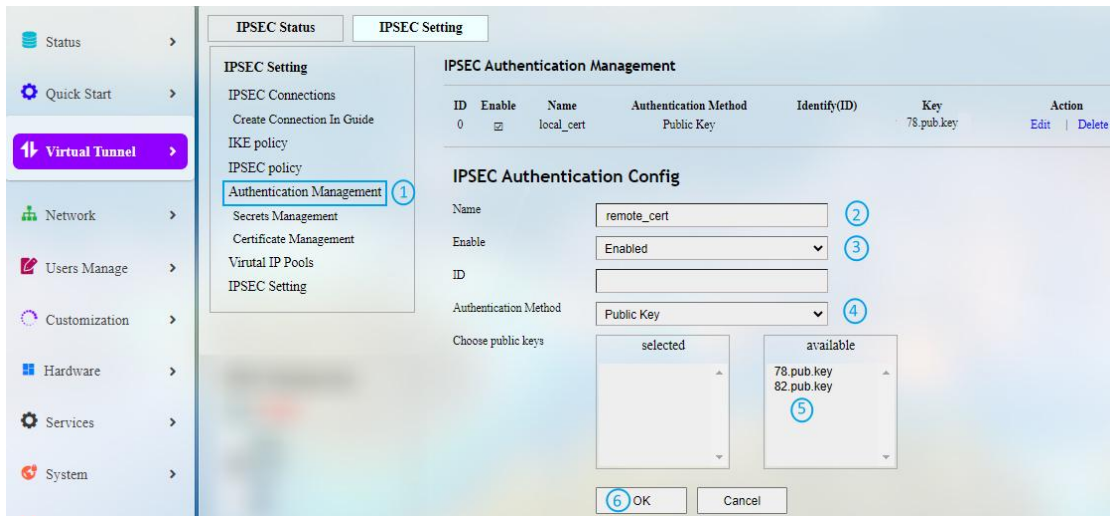 Status
Quick Start
Virtual Tunnel
Network
Users Manage
Customization
Hardware
Services
System
IPSEC Status
IPSEC Setting
IPSEC Setting
IPSEC Connections
Create Connection In Guide
IKE policy
IPSEC policy
Authentication Management 1
Secrets Management
Certificate Management
Virutal IP Pools
IPSEC Setting
IPSEC Authentication Management
ID Enable Name Authentication Method Identify(ID) Key Action
0 local_cert Public Key 78.pub.key Edit | Delete
IPSEC Authentication Config
Name remote_cert 2
Enable Enabled 3
ID
Authentication Method Public Key 4
Choose public keys selected available
78.pub.key
82.pub.key
5
6 OK Cancel